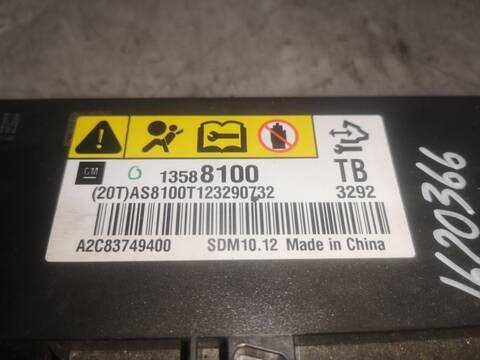 GM 13588100 TB
(20T)AS8100T123290732 3292
A2C83749400 SDM10.12 Made in China
1620366